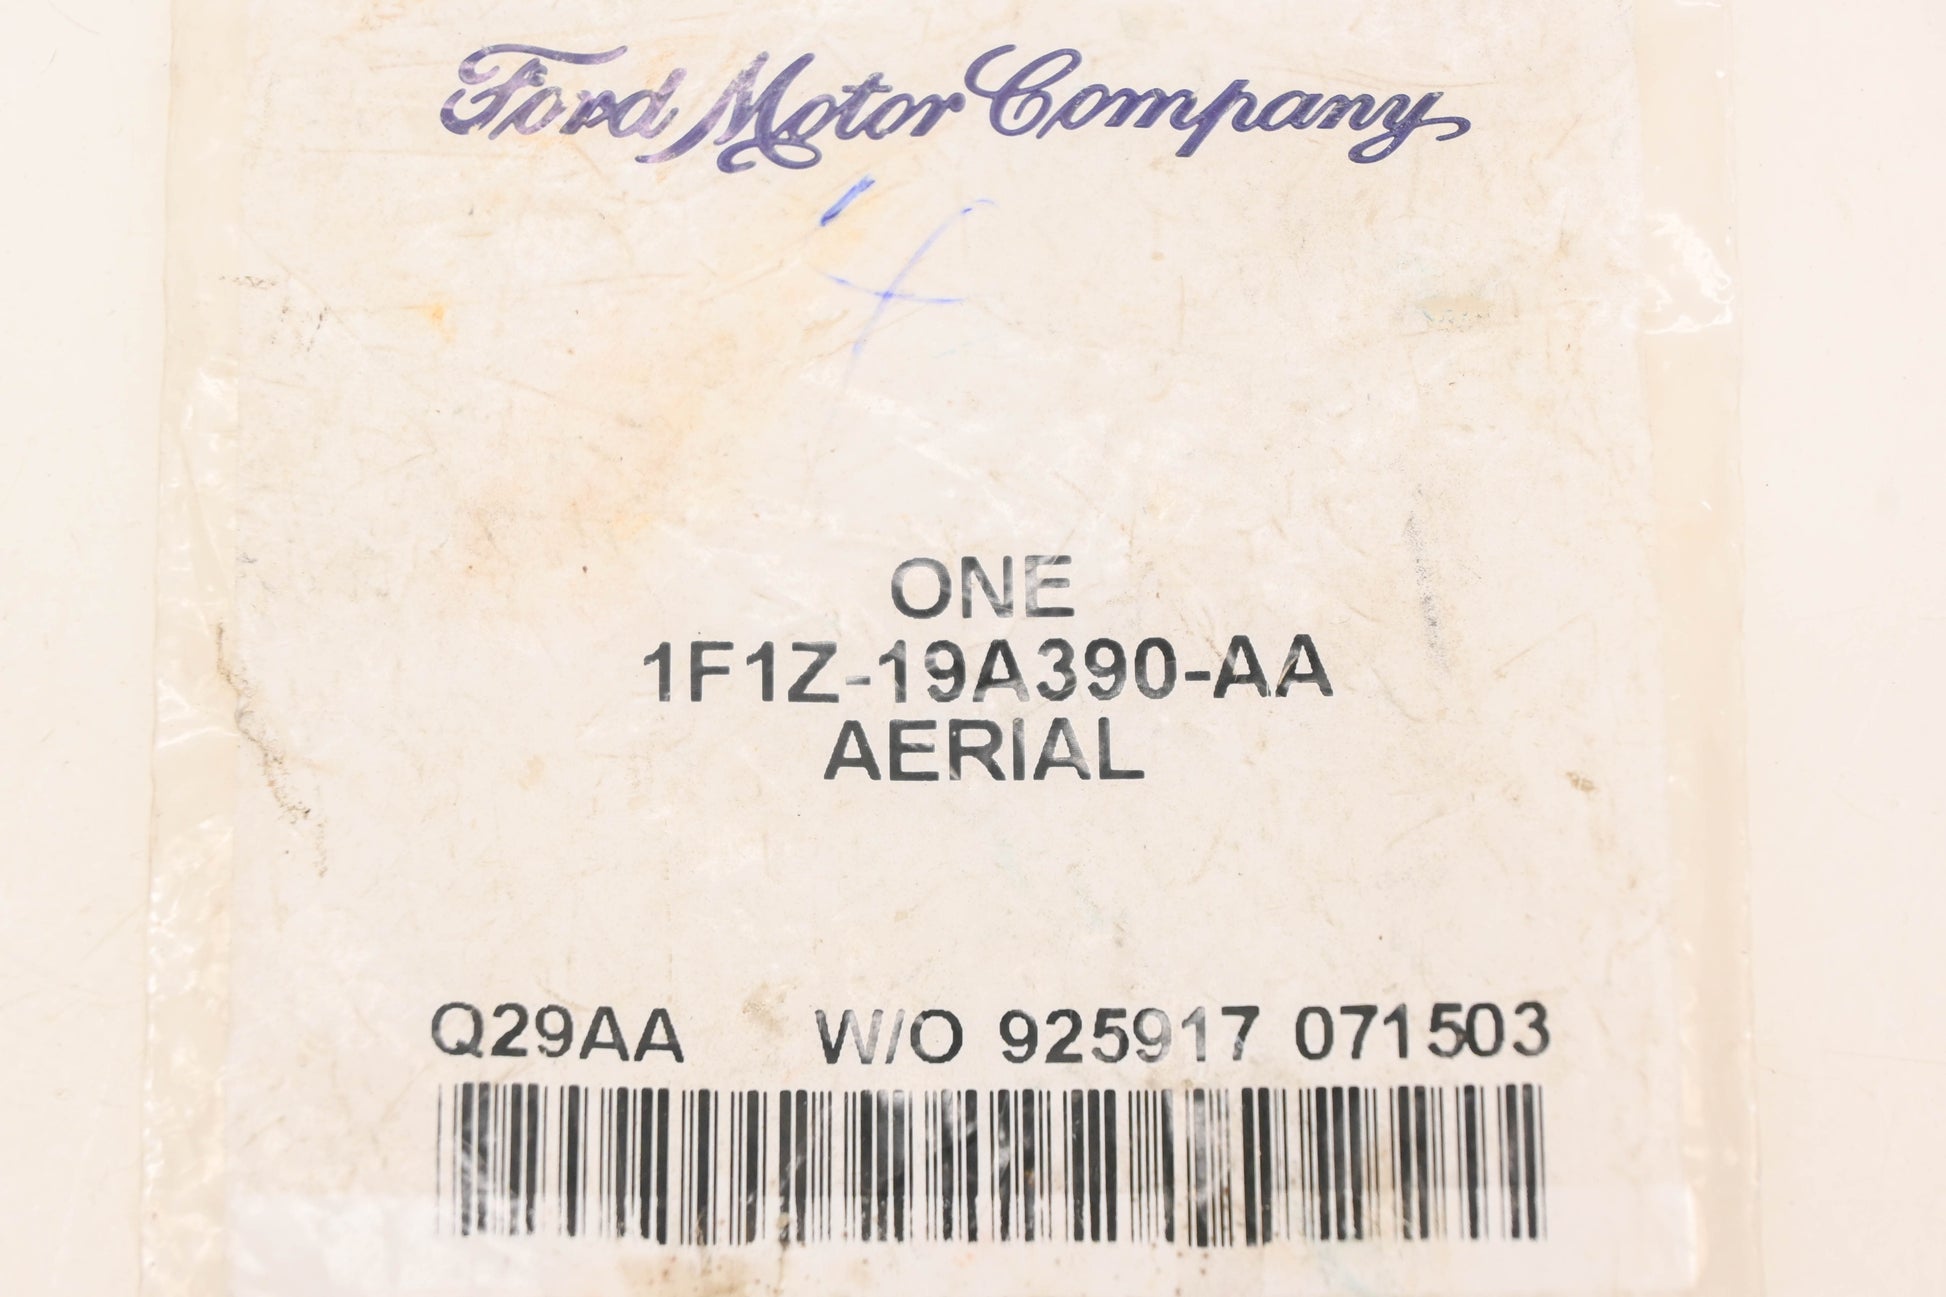 Ford Motor Company
ONE
1F1Z-19A390-AA
AERIAL
Q29AA W/O 925917 071503